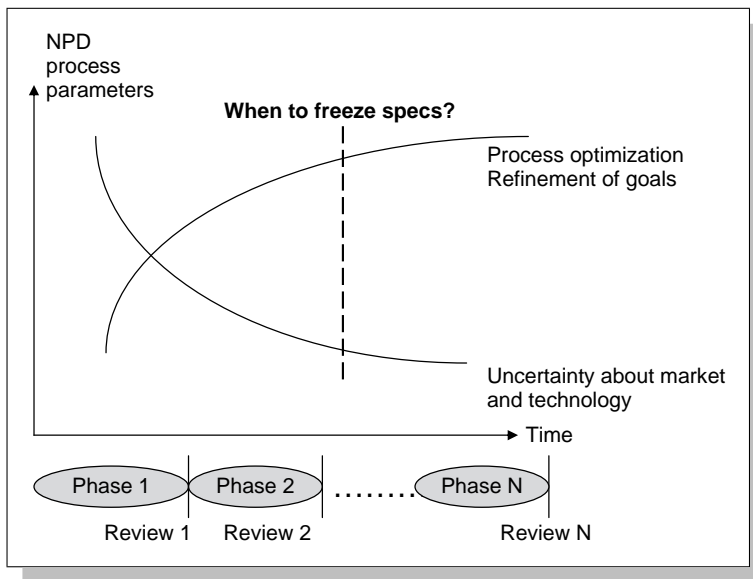 NPD
process
parameters
When to freeze specs?
Process optimization
Refinement of goals
Uncertainty about market
and technology
Time
Phase 1
Phase 2
........
Phase N
Review 1
Review 2
Review N